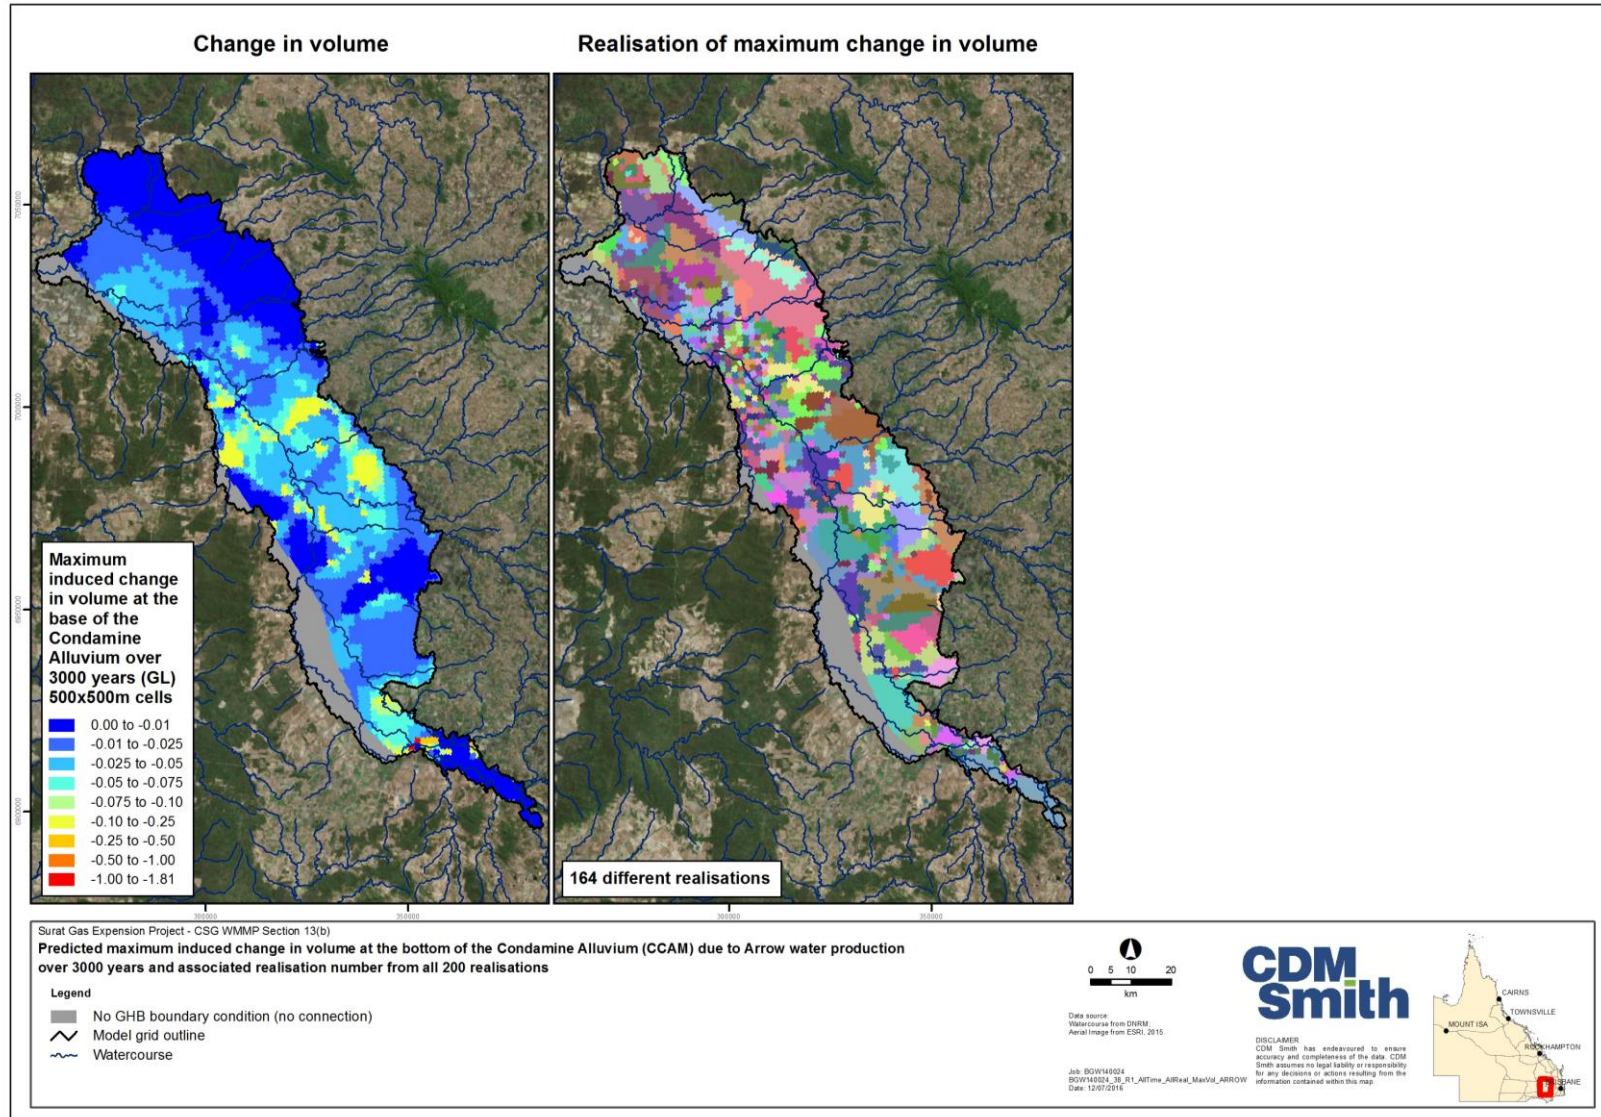 Change in volume
Realisation of maximum change in volume
7050000
7000000
6950000
6900000
Maximum
induced change
in volume at the
base of the
Condamine
Alluvium over
3000 years (GL)
500x500m cells
0.00 to -0.01
-0.01 to -0.025
-0.025 to -0.05
-0.05 to -0.075
-0.075 to -0.10
-0.10 to -0.25
-0.25 to -0.50
-0.50 to -1.00
-1.00 to -1.81
164 different realisations
300000
350000
300000
350000
Surat Gas Expension Project - CSG WMMP Section 13(b)
Predicted maximum induced change in volume at the bottom of the Condamine Alluvium (CCAM) due to Arrow water production
over 3000 years and associated realisation number from all 200 realisations
Legend
No GHB boundary condition (no connection)
Model grid outline
Watercourse
0 5 10 20
km
Data source:
Watercourse from DNRM;
Aerial Image from ESRI, 2015.
Job: BGW140024
BGW140024_38_R1_AllTime_AllReal_MaxVol_ARROW
Date: 12/07/2016
CDM
Smith
DISCLAIMER
CDM Smith has endeavoured to ensure
accuracy and completeness of the data. CDM
Smith assumes no legal liability or responsibility
for any decisions or actions resulting from the
information contained within this map.
CAIRNS
TOWNSVILLE
MOUNT ISA
ROCKHAMPTON